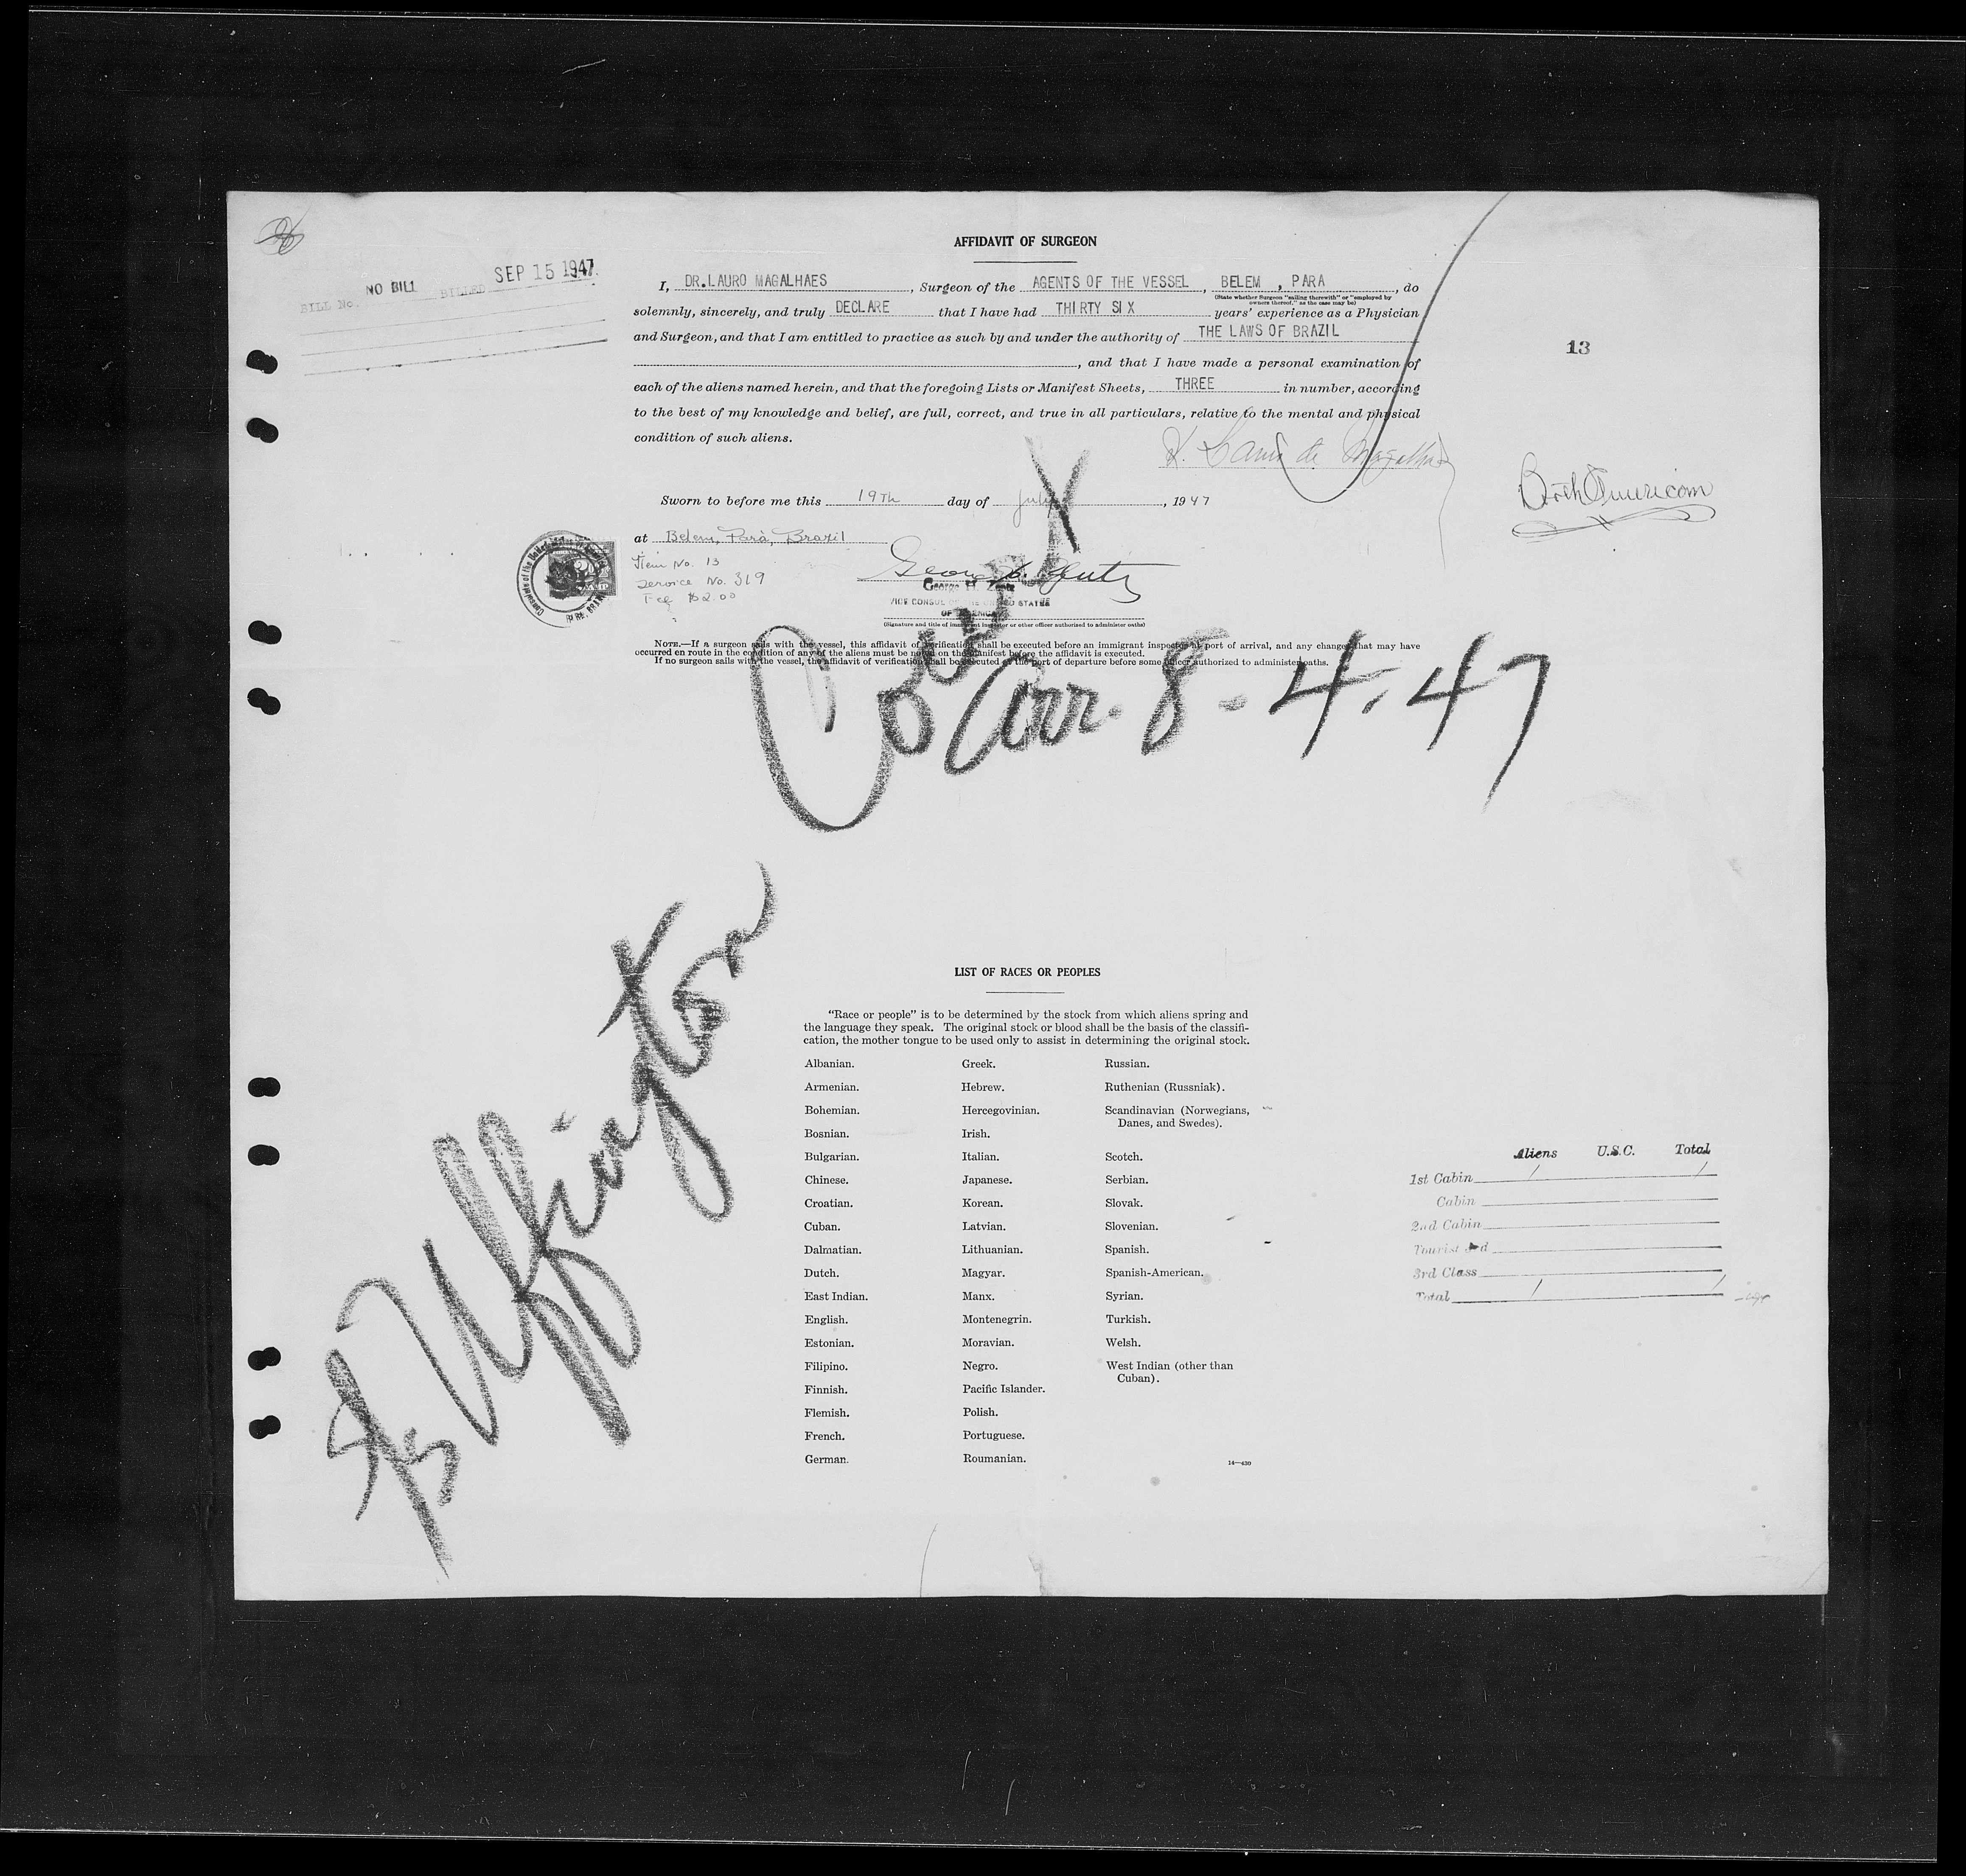 AFFIDAVIT OF SURGEON
SEP 15 1947
BILL No. NO BILL BILLED
I, DR. LAURO MAGALHAES, Surgeon of the AGENTS OF THE VESSEL, BELEM, PARA, do
(State whether Surgeon "sailing therewith" or "employed by
owners thereof," as the case may be)
solemnly, sincerely, and truly DECLARE that I have had THIRTY SIX years' experience as a Physician
and Surgeon, and that I am entitled to practice as such by and under the authority of THE LAWS OF BRAZIL
, and that I have made a personal examination of
13
each of the aliens named herein, and that the foregoing Lists or Manifest Sheets, THREE in number, according
to the best of my knowledge and belief, are full, correct, and true in all particulars, relative to the mental and physical
condition of such aliens.
Sworn to before me this 19th day of July, 1947
at Belem, Pará, Brazil
Item No. 13
Service No. 319
Fee $2.00
VICE CONSUL OF THE UNITED STATES
OF AMERICA
(Signature and title of immigrant inspector or other officer authorized to administer oaths)
NOTE.—If a surgeon sails with the vessel, this affidavit of verification shall be executed before an immigrant inspector at port of arrival, and any changes that may have
occurred en route in the condition of any of the aliens must be noted on the manifest before the affidavit is executed.
If no surgeon sails with the vessel, the affidavit of verification shall be executed at the port of departure before some officer authorized to administer oaths.
Arr. 8-4-47
SS Uffington
LIST OF RACES OR PEOPLES
"Race or people" is to be determined by the stock from which aliens spring and
the language they speak. The original stock or blood shall be the basis of the classifi-
cation, the mother tongue to be used only to assist in determining the original stock.
Albanian.
Armenian.
Bohemian.
Bosnian.
Bulgarian.
Chinese.
Croatian.
Cuban.
Dalmatian.
Dutch.
East Indian.
English.
Estonian.
Filipino.
Finnish.
Flemish.
French.
German.
Greek.
Hebrew.
Hercegovinian.
Irish.
Italian.
Japanese.
Korean.
Latvian.
Lithuanian.
Magyar.
Manx.
Montenegrin.
Moravian.
Negro.
Pacific Islander.
Polish.
Portuguese.
Roumanian.
Russian.
Ruthenian (Russniak).
Scandinavian (Norwegians,
Danes, and Swedes).
Scotch.
Serbian.
Slovak.
Slovenian.
Spanish.
Spanish-American.
Syrian.
Turkish.
Welsh.
West Indian (other than
Cuban).
14—430
Aliens U.S.C. Total
1st Cabin 1 1
Cabin
2nd Cabin
Tourist 3rd
3rd Class
Total 1 1